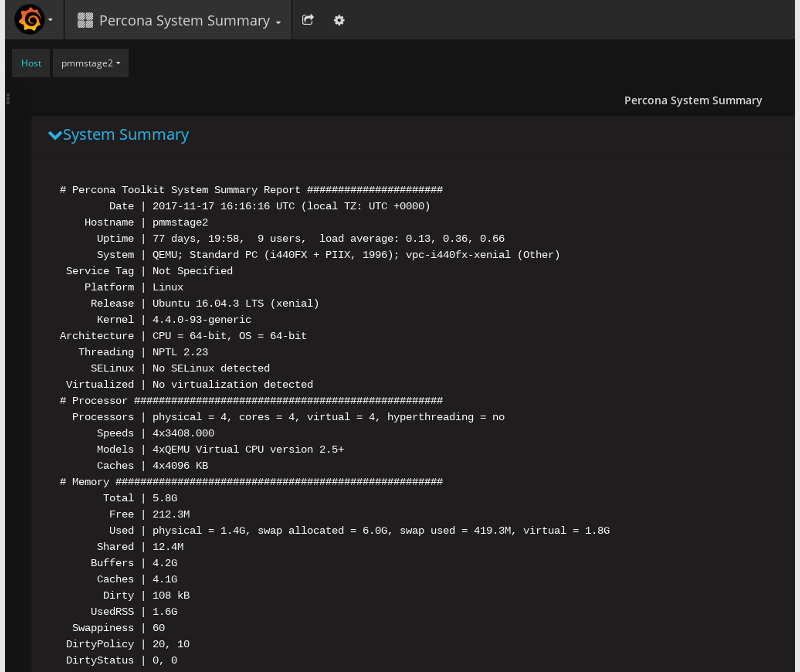 Percona System Summary
Host pmmstage2
Percona System Summary
System Summary
# Percona Toolkit System Summary Report ######################
        Date | 2017-11-17 16:16:16 UTC (local TZ: UTC +0000)
    Hostname | pmmstage2
      Uptime | 77 days, 19:58,  9 users,  load average: 0.13, 0.36, 0.66
      System | QEMU; Standard PC (i440FX + PIIX, 1996); vpc-i440fx-xenial (Other)
 Service Tag | Not Specified
    Platform | Linux
     Release | Ubuntu 16.04.3 LTS (xenial)
      Kernel | 4.4.0-93-generic
Architecture | CPU = 64-bit, OS = 64-bit
   Threading | NPTL 2.23
     SELinux | No SELinux detected
 Virtualized | No virtualization detected
# Processor ##################################################
  Processors | physical = 4, cores = 4, virtual = 4, hyperthreading = no
      Speeds | 4x3408.000
      Models | 4xQEMU Virtual CPU version 2.5+
      Caches | 4x4096 KB
# Memory #####################################################
       Total | 5.8G
        Free | 212.3M
        Used | physical = 1.4G, swap allocated = 6.0G, swap used = 419.3M, virtual = 1.8G
      Shared | 12.4M
     Buffers | 4.2G
      Caches | 4.1G
       Dirty | 108 kB
     UsedRSS | 1.6G
  Swappiness | 60
 DirtyPolicy | 20, 10
 DirtyStatus | 0, 0